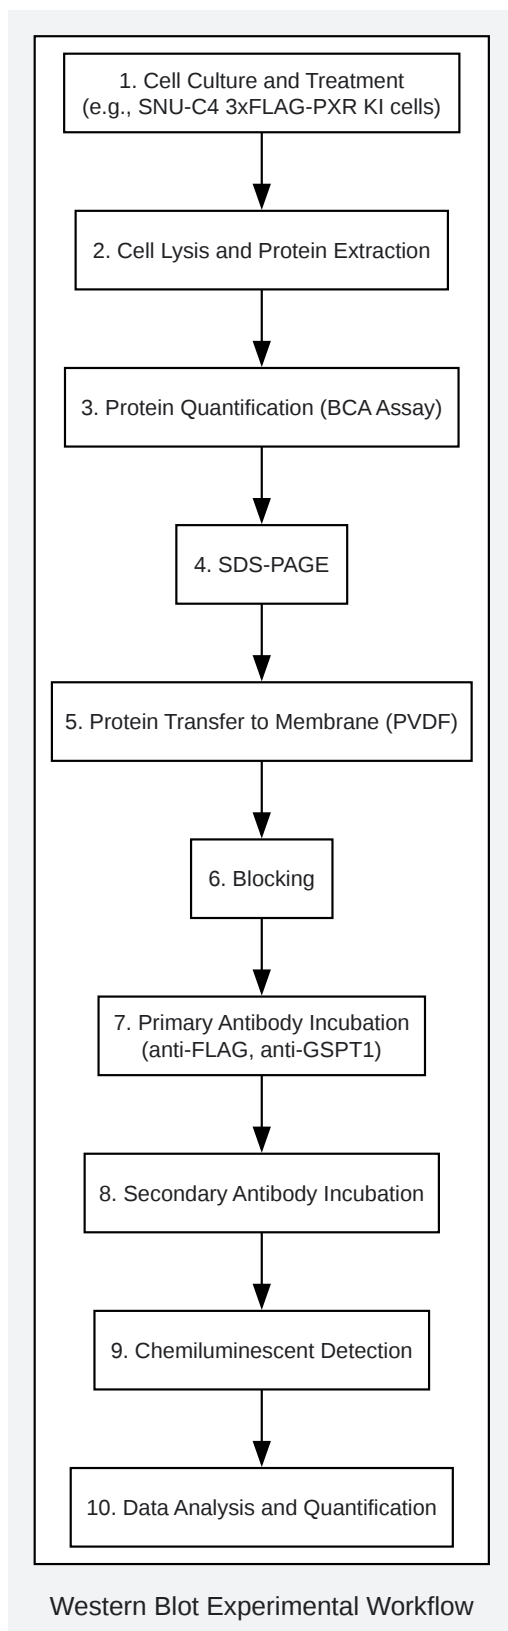 1. Cell Culture and Treatment
(e.g., SNU-C4 3xFLAG-PXR KI cells)
2. Cell Lysis and Protein Extraction
3. Protein Quantification (BCA Assay)
4. SDS-PAGE
5. Protein Transfer to Membrane (PVDF)
6. Blocking
7. Primary Antibody Incubation
(anti-FLAG, anti-GSPT1)
8. Secondary Antibody Incubation
9. Chemiluminescent Detection
10. Data Analysis and Quantification
Western Blot Experimental Workflow